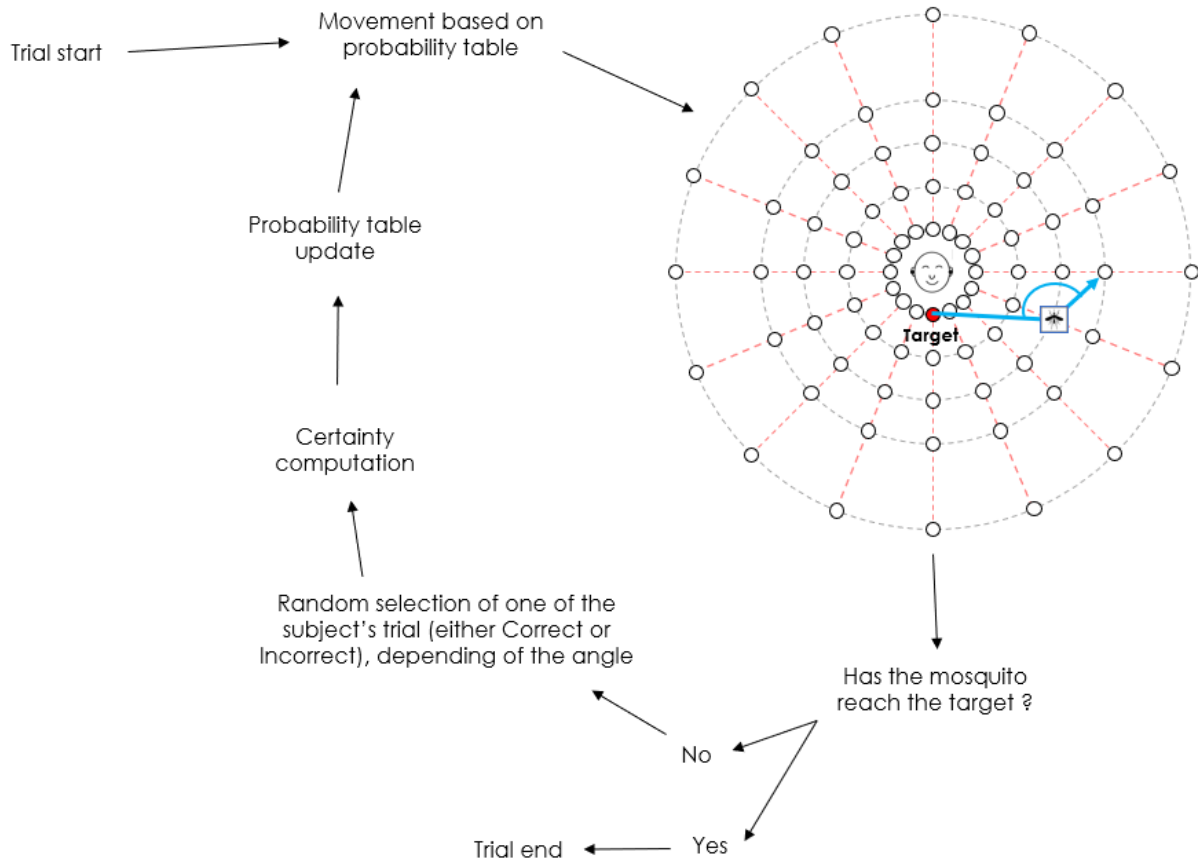 Trial start
Movement based on
probability table
Probability table
update
Target
Certainty
computation
Random selection of one of the
subject's trial (either Correct or
Incorrect), depending of the angle
Has the mosquito
reach the target ?
No
Yes
Trial end